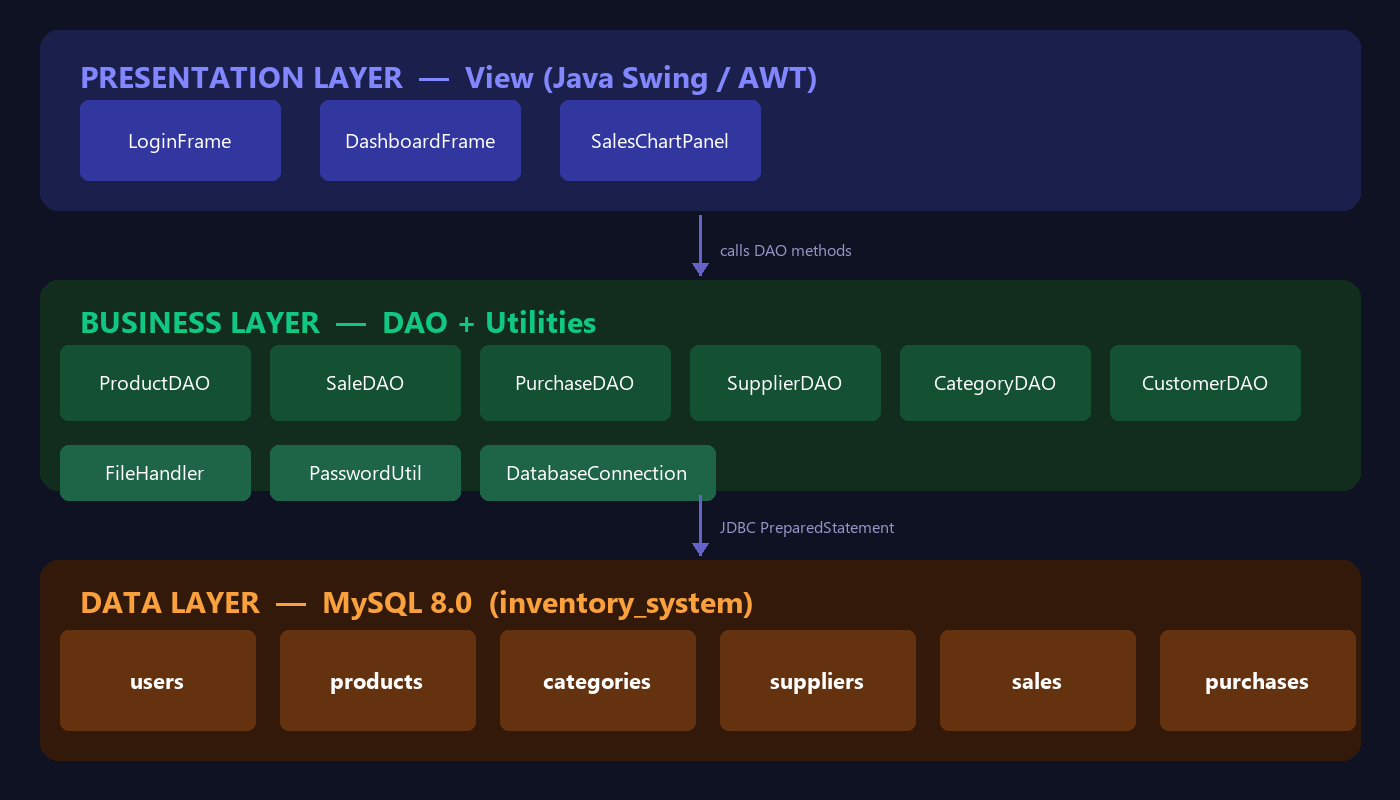 PRESENTATION LAYER — View (Java Swing / AWT)
LoginFrame DashboardFrame SalesChartPanel
calls DAO methods
BUSINESS LAYER — DAO + Utilities
ProductDAO SaleDAO PurchaseDAO SupplierDAO CategoryDAO CustomerDAO
FileHandler PasswordUtil DatabaseConnection
JDBC PreparedStatement
DATA LAYER — MySQL 8.0 (inventory_system)
users products categories suppliers sales purchases